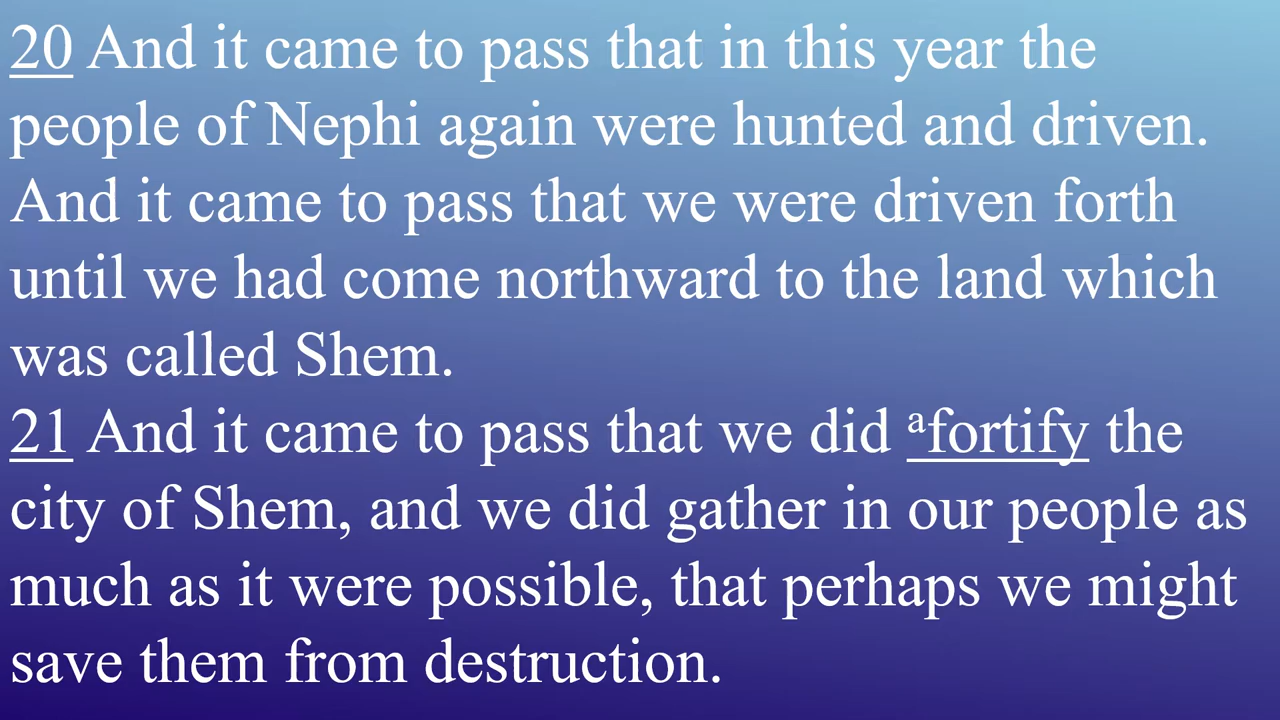 20 And it came to pass that in this year the
people of Nephi again were hunted and driven.
And it came to pass that we were driven forth
until we had come northward to the land which
was called Shem.
21 And it came to pass that we did afortify the
city of Shem, and we did gather in our people as
much as it were possible, that perhaps we might
save them from destruction.